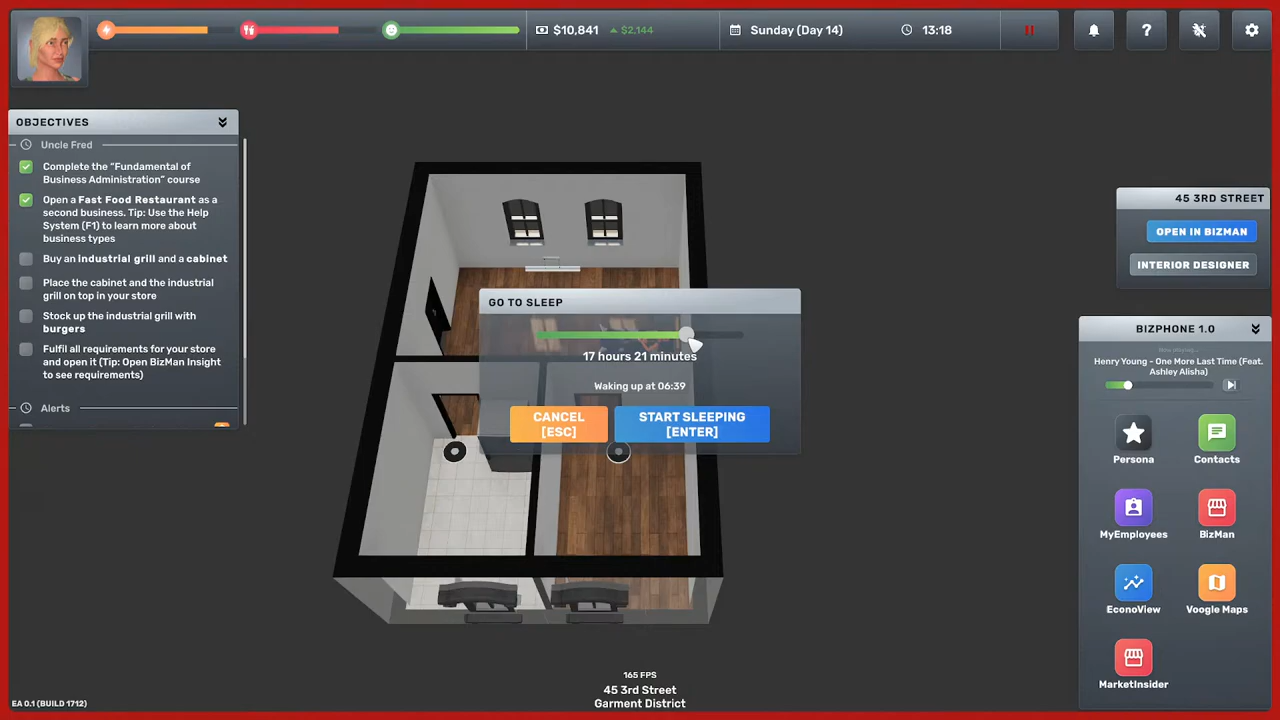 $10,841
$2,144
Sunday (Day 14)
13:18
?
OBJECTIVES
Uncle Fred
Complete the "Fundamental of
Business Administration" course
Open a Fast Food Restaurant as a
second business. Tip: Use the Help
System (F1) to learn more about
business types
Buy an industrial grill and a cabinet
Place the cabinet and the industrial
grill on top in your store
Stock up the industrial grill with
burgers
Fulfil all requirements for your store
and open it (Tip: Open BizMan Insight
to see requirements)
Alerts
GO TO SLEEP
17 hours 21 minutes
Waking up at 06:39
CANCEL
[ESC]
START SLEEPING
[ENTER]
45 3RD STREET
OPEN IN BIZMAN
INTERIOR DESIGNER
BIZPHONE 1.0
Now playing...
Henry Young - One More Last Time (Feat.
Ashley Alisha)
Persona
Contacts
MyEmployees
BizMan
EconoView
Voogle Maps
MarketInsider
165 FPS
45 3rd Street
Garment District
EA 0.1 (BUILD 1712)